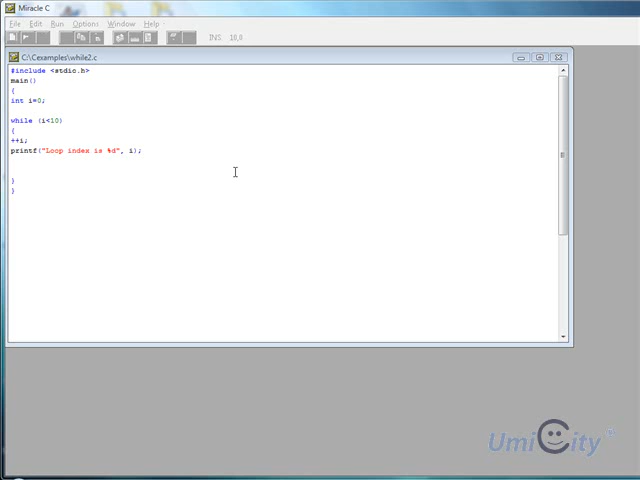 Miracle C
File Edit Run Options Window Help
INS 10,0
C:\Cexamples\while2.c
#include <stdio.h>
main()
{
int i=0;
while (i<10)
{
++i;
printf("Loop index is %d", i);
}
}
UmiCity